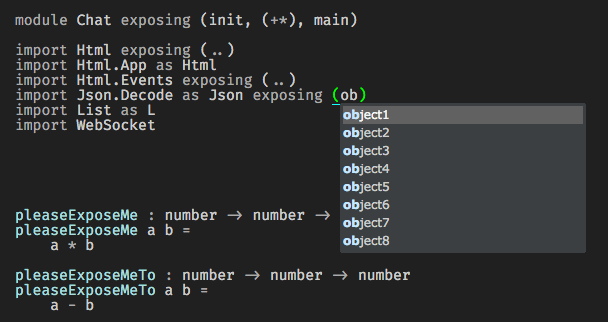 module Chat exposing (init, (+*), main)
import Html exposing (..)
import Html.App as Html
import Html.Events exposing (..)
import Json.Decode as Json exposing (ob)
import List as L
import WebSocket
object1
object2
object3
object4
object5
object6
object7
object8
pleaseExposeMe : number -> number ->
pleaseExposeMe a b =
a * b
pleaseExposeMeTo : number -> number -> number
pleaseExposeMeTo a b =
a - b